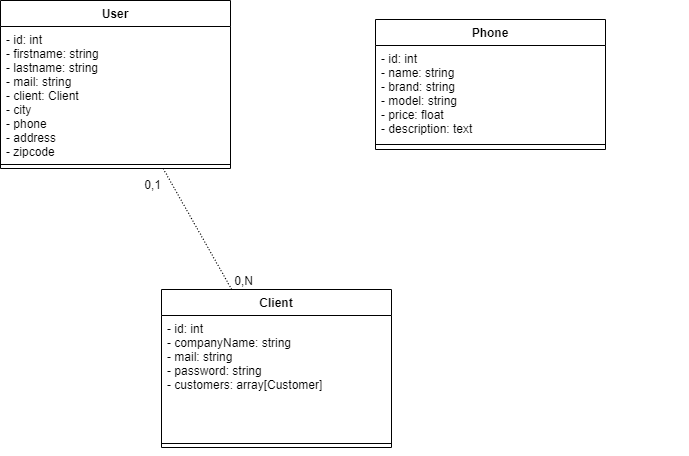 User
- id: int
- firstname: string
- lastname: string
- mail: string
- client: Client
- city
- phone
- address
- zipcode
Phone
- id: int
- name: string
- brand: string
- model: string
- price: float
- description: text
0,1
0,N
Client
- id: int
- companyName: string
- mail: string
- password: string
- customers: array[Customer]